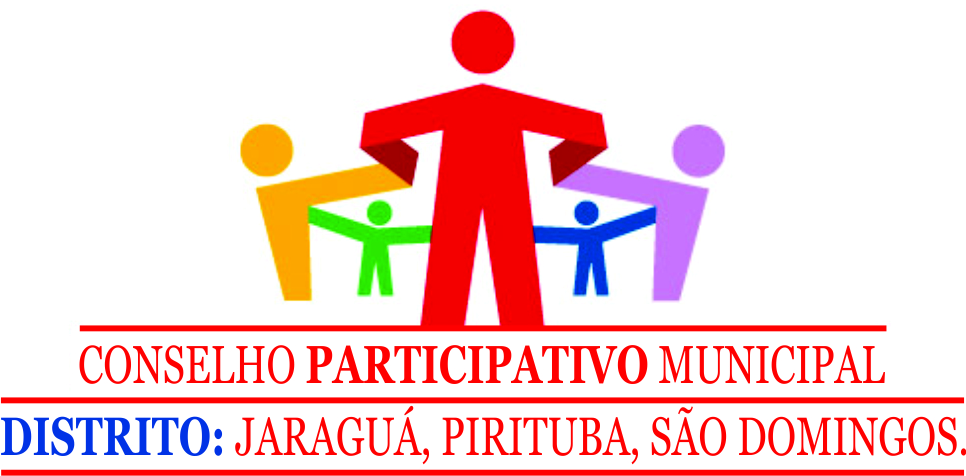 CONSELHO PARTICIPATIVO MUNICIPAL
DISTRITO: JARAGUÁ, PIRITUBA, SÃO DOMINGOS.